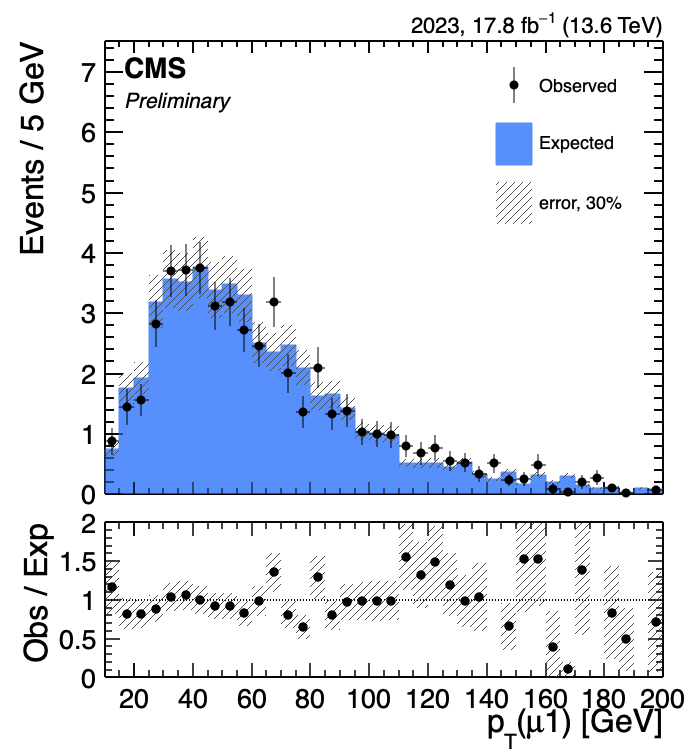 2023, 17.8 fb⁻¹ (13.6 TeV)
CMS
Preliminary
Observed
Expected
error, 30%
Events / 5 GeV
7
6
5
4
3
2
1
0
Obs / Exp
2
1.5
1
0.5
0
20 40 60 80 100 120 140 160 180 200
p_T(μ1) [GeV]